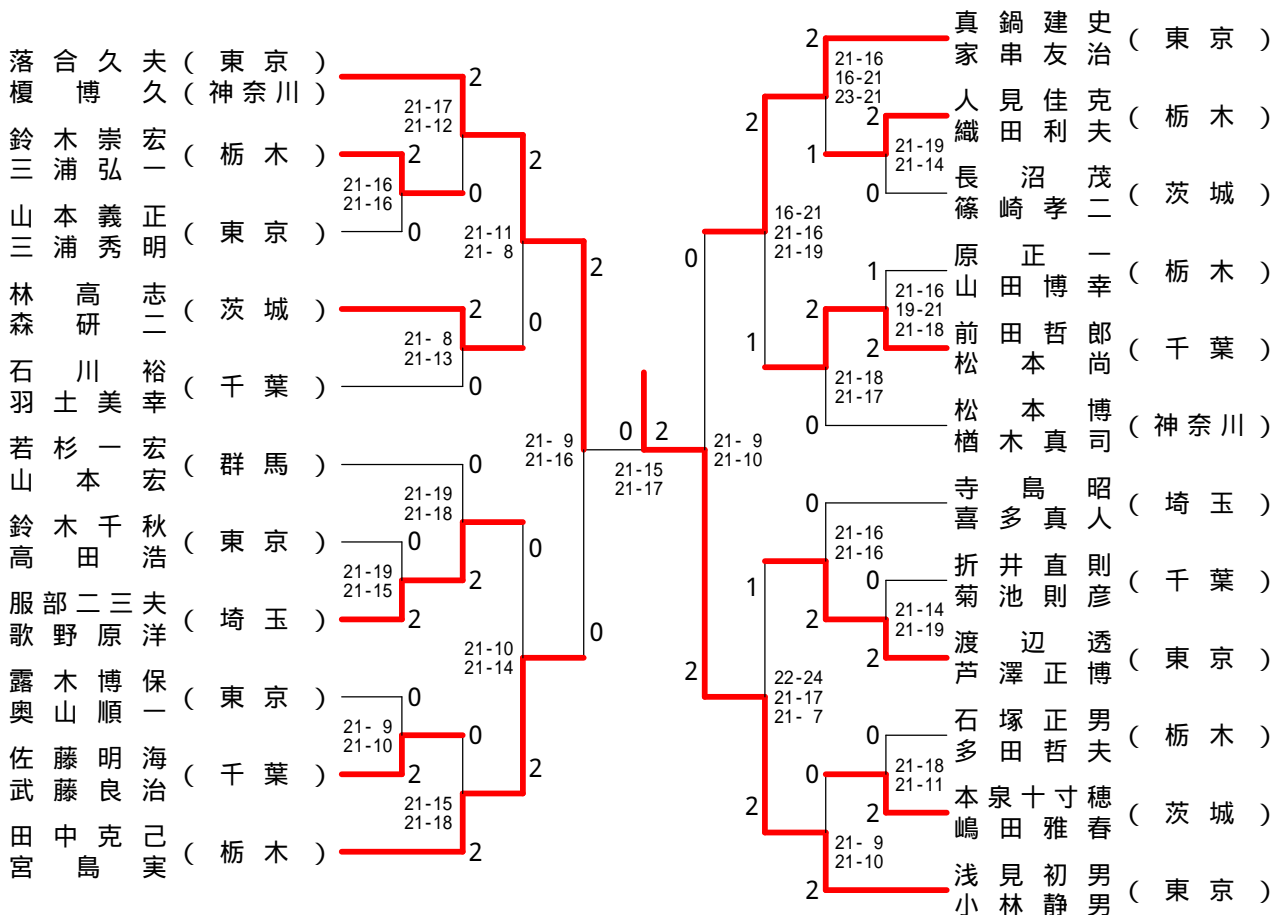 落合久夫 ( 東京 )
榎博久 ( 神奈川 )
鈴木崇宏
三浦弘一 ( 栃木 )
山本義正
三浦秀明 ( 東京 )
林高志
森研二 ( 茨城 )
石川裕
羽土美幸 ( 千葉 )
若杉一宏
山本宏 ( 群馬 )
鈴木千秋
高田浩 ( 東京 )
服部二三夫
歌野原洋 ( 埼玉 )
露木博保
奥山順一 ( 東京 )
佐藤明海
武藤良治 ( 千葉 )
田中克己
宮島実 ( 栃木 )
2
21-17
21-12
2
2
21-16
21-16
0
0
21-11
21- 8
2
2
0
21- 8
21-13
0
21- 9
21-16
0
21-19
21-18
0
0
21-19
21-15
2
2
21-10
21-14
0
0
21- 9
21-10
0
2
2
21-15
21-18
2
0 2
21-15
21-17
2
21-16
16-21
23-21
2
2
21-19
21-14
1
0
16-21
21-16
21-19
0
1
21-16
19-21
21-18
2
1
2
21-18
21-17
0
21- 9
21-10
0
21-16
21-16
0
1
21-14
21-19
2
2
22-24
21-17
21- 7
2
0
21-18
21-11
0
2
2
21- 9
21-10
2
真鍋建史
家串友治 ( 東京 )
人見佳克
織田利夫 ( 栃木 )
長沼茂
篠崎孝二 ( 茨城 )
原正一
山田博幸 ( 栃木 )
前田哲郎
松本尚 ( 千葉 )
松本博
楢木真司 ( 神奈川 )
寺島昭
喜多真人 ( 埼玉 )
折井直則
菊池則彦 ( 千葉 )
渡辺透
芦澤正博 ( 東京 )
石塚正男
多田哲夫 ( 栃木 )
本泉十寸穂
嶋田雅春 ( 茨城 )
浅見初男
小林静男 ( 東京 )